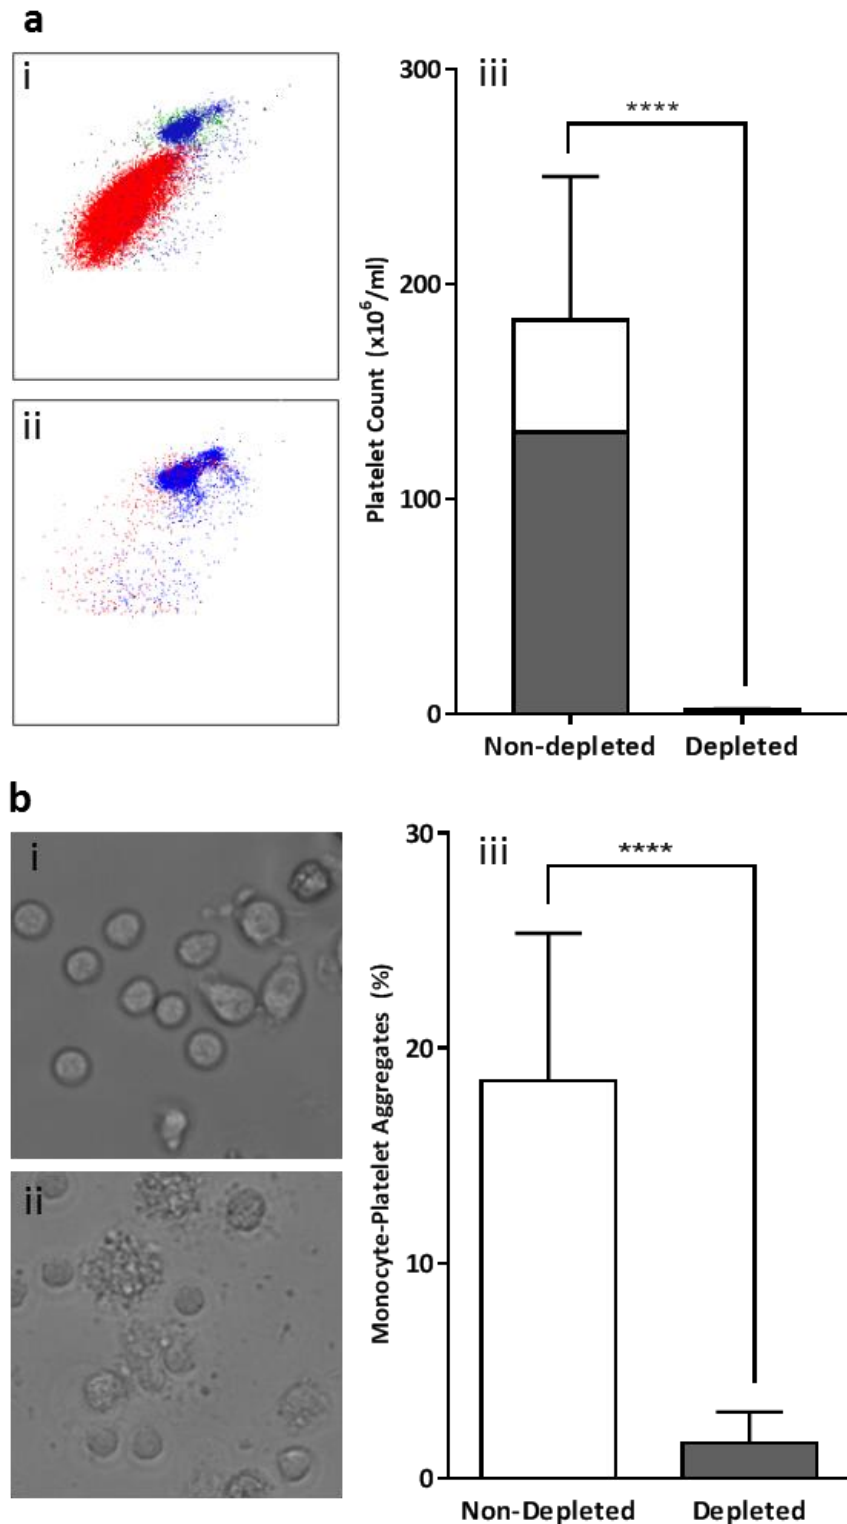 a
i
ii
iii
****
300
200
100
0
Platelet Count (x10⁶/ml)
Non-depleted Depleted
b
i
ii
iii
****
30
20
10
0
Monocyte-Platelet Aggregates (%)
Non-Depleted Depleted